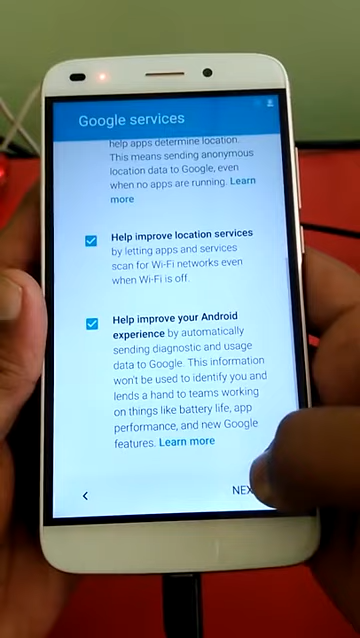 Google services
help apps determine location.
This means sending anonymous
location data to Google, even
when no apps are running. Learn
more
Help improve location services
by letting apps and services
scan for Wi-Fi networks even
when Wi-Fi is off.
Help improve your Android
experience by automatically
sending diagnostic and usage
data to Google. This information
won't be used to identify you and
lends a hand to teams working
on things like battery life, app
performance, and new Google
features. Learn more